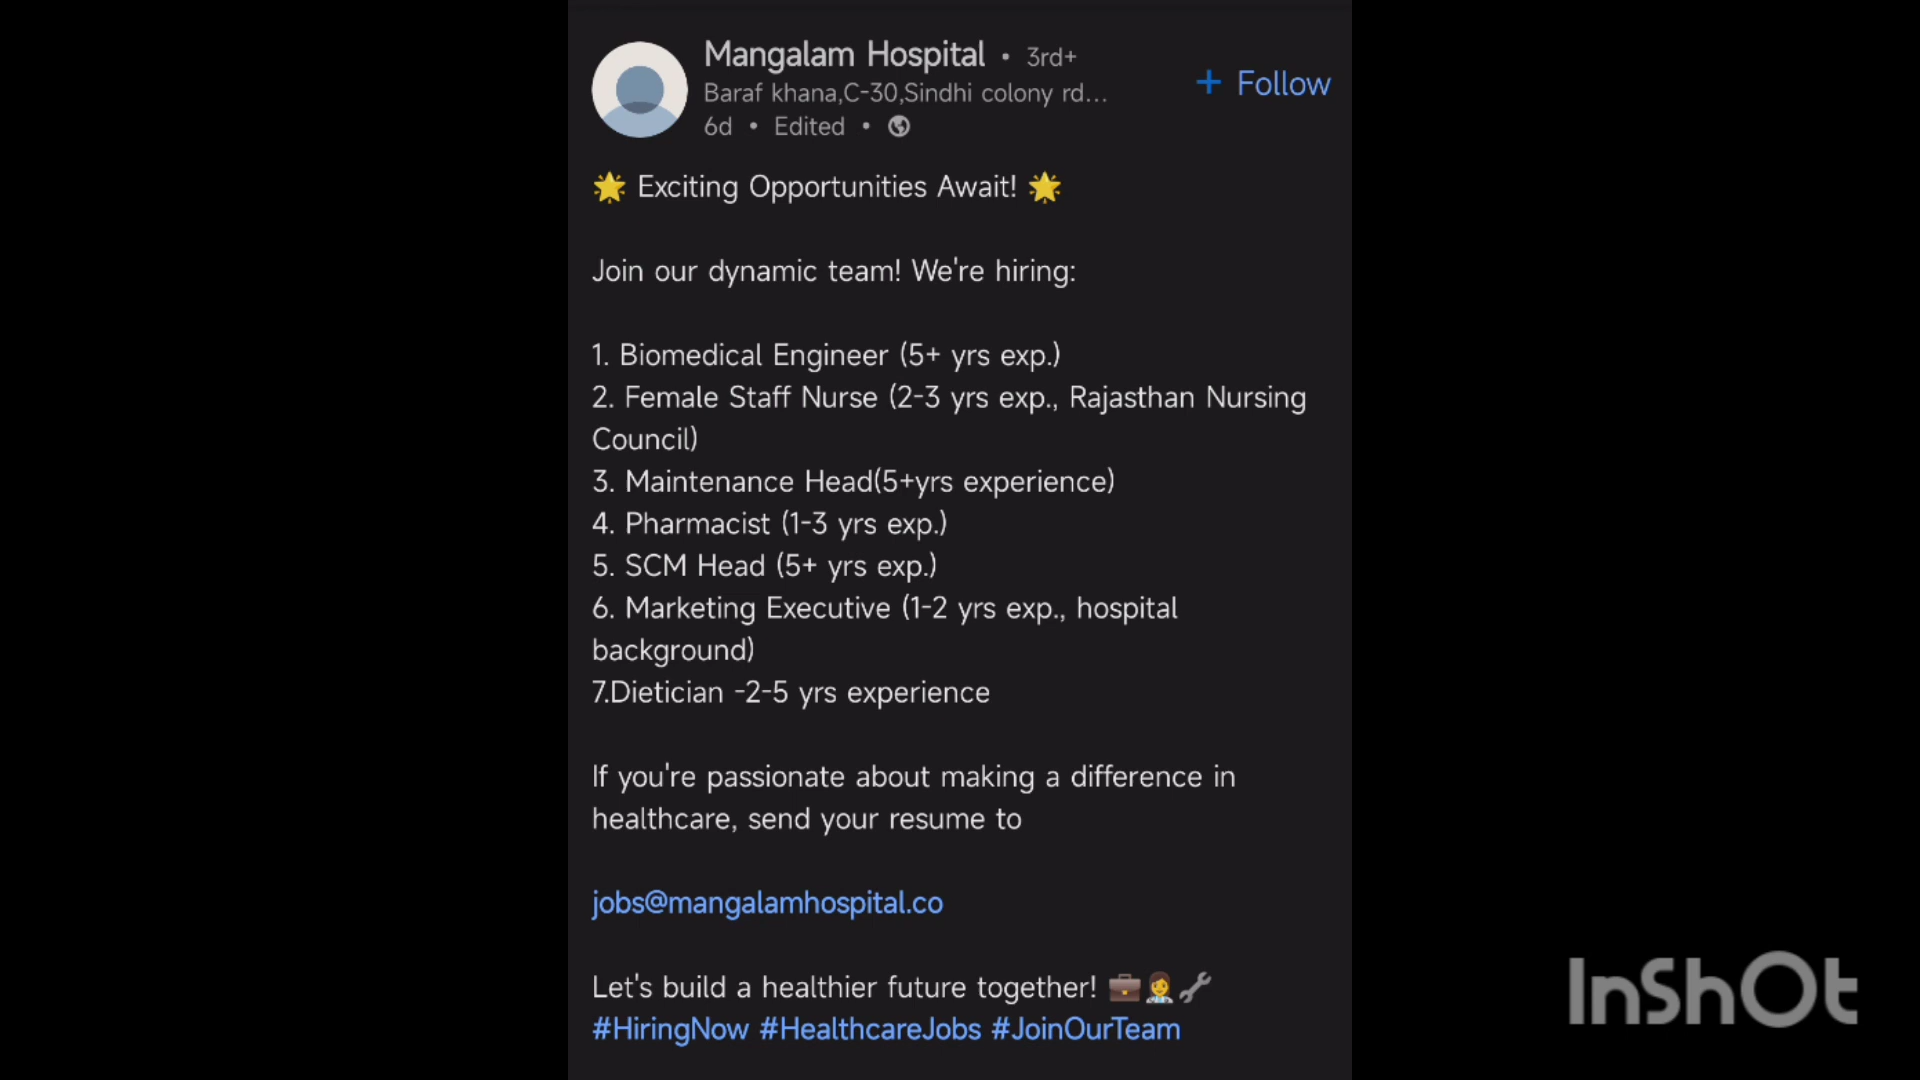 Mangalam Hospital • 3rd+
Baraf khana,C-30,Sindhi colony rd...
6d • Edited •
+ Follow
🌟 Exciting Opportunities Await! 🌟
Join our dynamic team! We're hiring:
1. Biomedical Engineer (5+ yrs exp.)
2. Female Staff Nurse (2-3 yrs exp., Rajasthan Nursing
Council)
3. Maintenance Head(5+yrs experience)
4. Pharmacist (1-3 yrs exp.)
5. SCM Head (5+ yrs exp.)
6. Marketing Executive (1-2 yrs exp., hospital
background)
7.Dietician -2-5 yrs experience
If you're passionate about making a difference in
healthcare, send your resume to
jobs@mangalamhospital.co
Let's build a healthier future together! 💼👩‍⚕️🔧
#HiringNow #HealthcareJobs #JoinOurTeam
InShOt